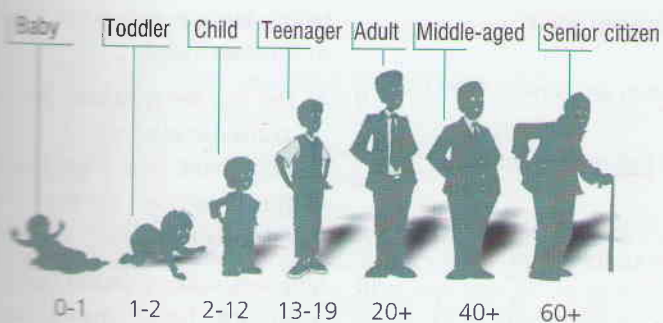 Baby Toddler Child Teenager Adult Middle-aged Senior citizen
0-1 1-2 2-12 13-19 20+ 40+ 60+